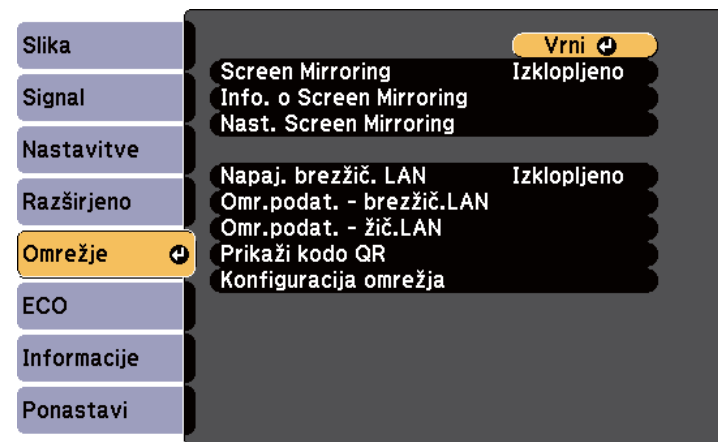 Slika
Signal
Nastavitve
Razširjeno
Omrežje
ECO
Informacije
Ponastavi
Vrni
Screen Mirroring Izklopljeno
Info. o Screen Mirroring
Nast. Screen Mirroring
Napaj. brezžič. LAN Izklopljeno
Omr.podat. - brezžič.LAN
Omr.podat. - žič.LAN
Prikaži kodo QR
Konfiguracija omrežja